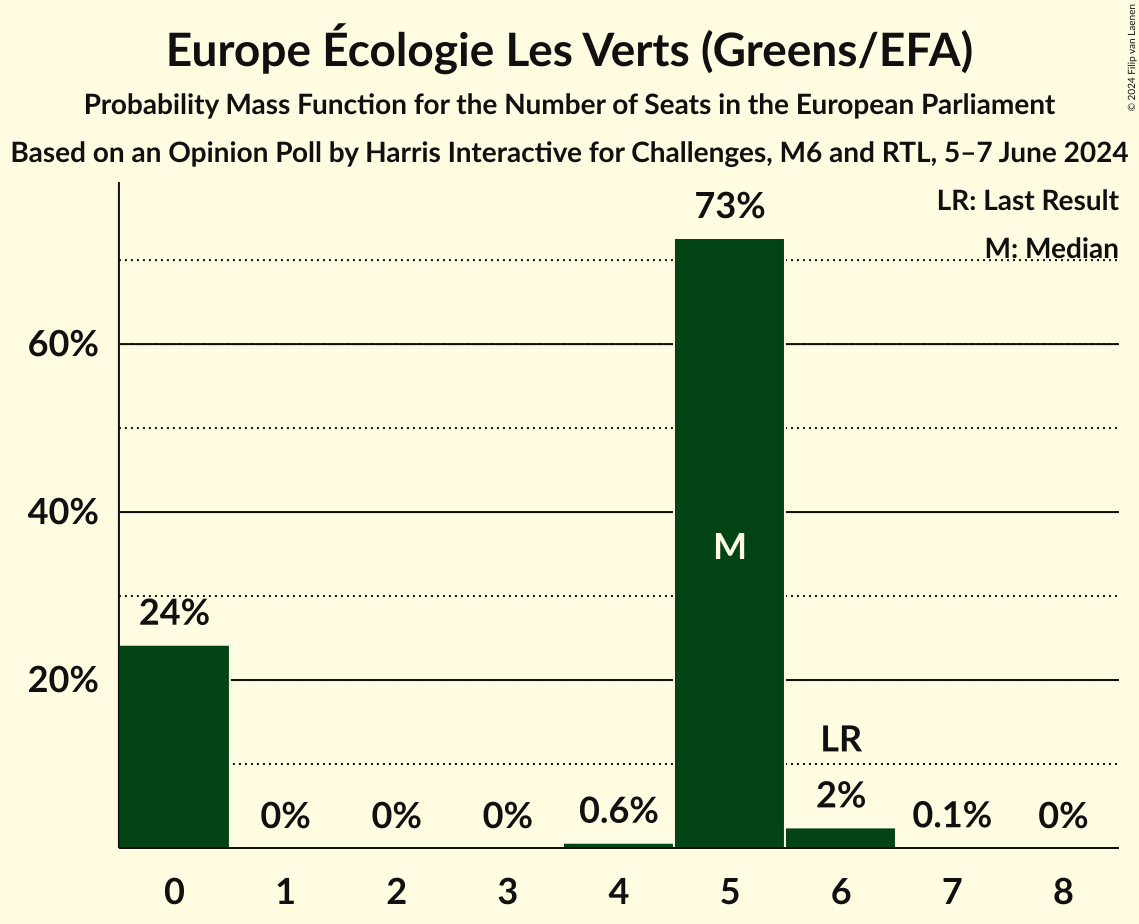 Europe Écologie Les Verts (Greens/EFA)
Probability Mass Function for the Number of Seats in the European Parliament
Based on an Opinion Poll by Harris Interactive for Challenges, M6 and RTL, 5–7 June 2024
© 2024 Filip van Laenen
LR: Last Result
M: Median
73%
60%
40%
M
24%
20%
LR
2%
0% 0% 0% 0.6% 0.1% 0%
0 1 2 3 4 5 6 7 8